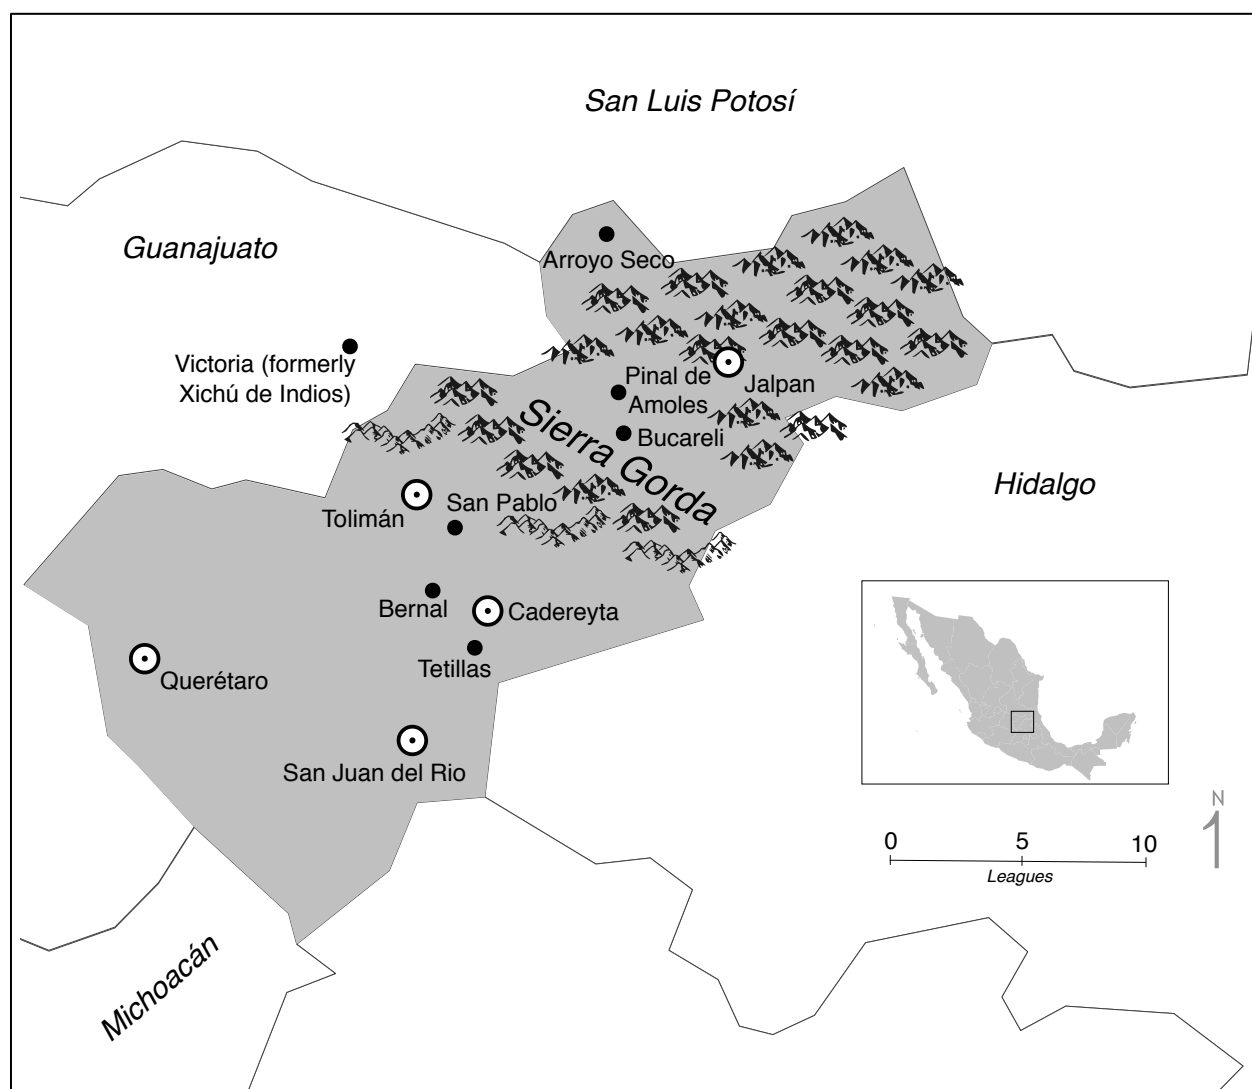 San Luis Potosí
Guanajuato
Arroyo Seco
Victoria (formerly
Xichú de Indios)
Pinal de
Amoles
Jalpan
Bucareli
Sierra Gorda
Hidalgo
Tolimán
San Pablo
Bernal
Cadereyta
Tetillas
Querétaro
San Juan del Rio
Michoacán
N
0 5 10
Leagues